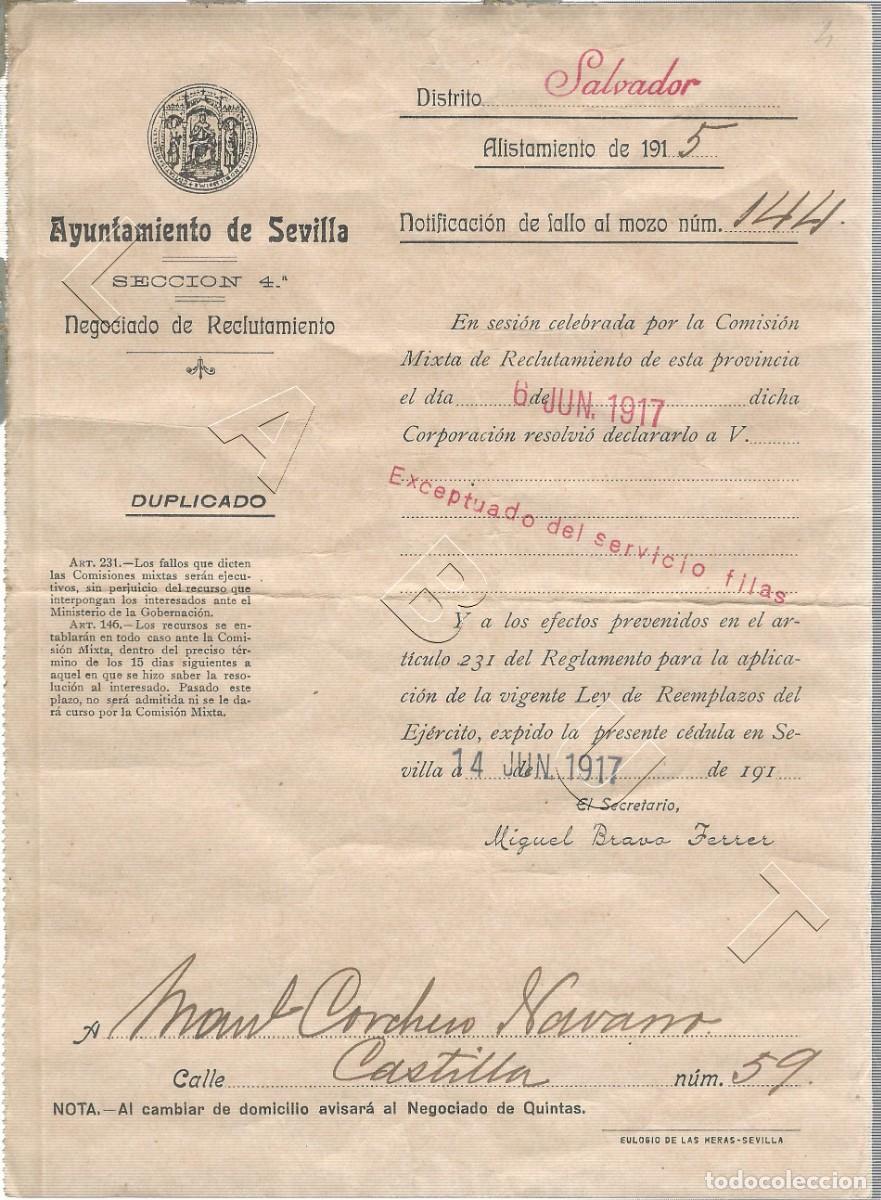 Distrito Salvador
Alistamiento de 1915
Notificación de fallo al mozo núm. 144.
Ayuntamiento de Sevilla
SECCION 4.ª
Negociado de Reclutamiento
DUPLICADO
ART. 231.—Los fallos que dicten
las Comisiones mixtas serán ejecu-
tivos, sin perjuicio del recurso que
interpongan los interesados ante el
Ministerio de la Gobernación.
ART. 146.—Los recursos se en-
tablarán en todo caso ante la Comi-
sión Mixta, dentro del preciso tér-
mino de los 15 dias siguientes a
aquel en que se hizo saber la reso-
lución al interesado. Pasado este
plazo, no será admitida ni se le da-
rá curso por la Comisión Mixta.
En sesión celebrada por la Comisión
Mixta de Reclutamiento de esta provincia
el día 6 de JUN. 1917 dicha
Corporación resolvió declararlo a V.
Exceptuado del servicio filas
Y a los efectos prevenidos en el ar-
tículo 231 del Reglamento para la aplica-
ción de la vigente Ley de Reemplazos del
Ejército, expido la presente cédula en Se-
villa a 14 de JUN. 1917 de 191
El Secretario,
Miguel Bravo Ferrer
A Manl Corchero Navarro
Calle Castilla núm. 59.
NOTA.—Al cambiar de domicilio avisará al Negociado de Quintas.
EULOGIO DE LAS HERAS-SEVILLA
L A B U T
todocoleccion